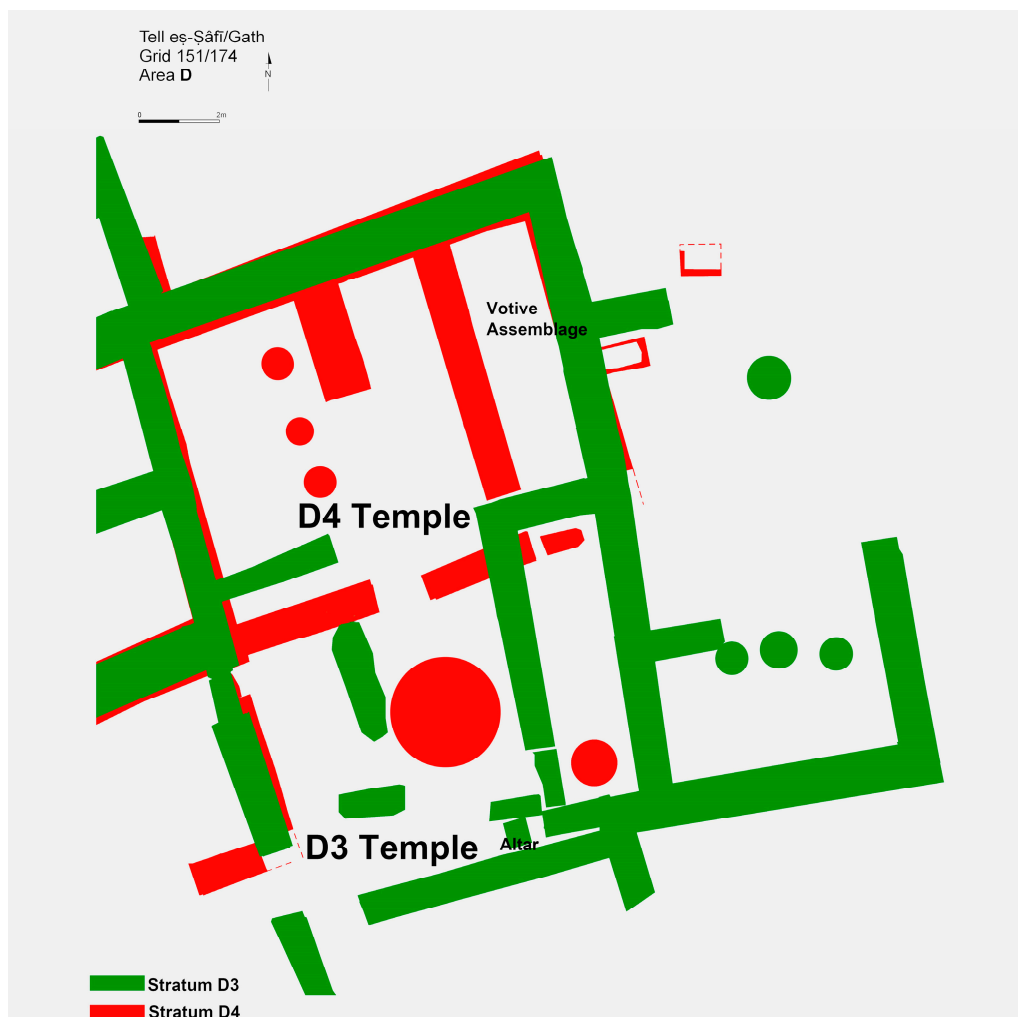 Tell eṣ-Ṣâfī/Gath
Grid 151/174
Area D
N
0 2m
Votive
Assemblage
D4 Temple
D3 Temple
Altar
Stratum D3
Stratum D4